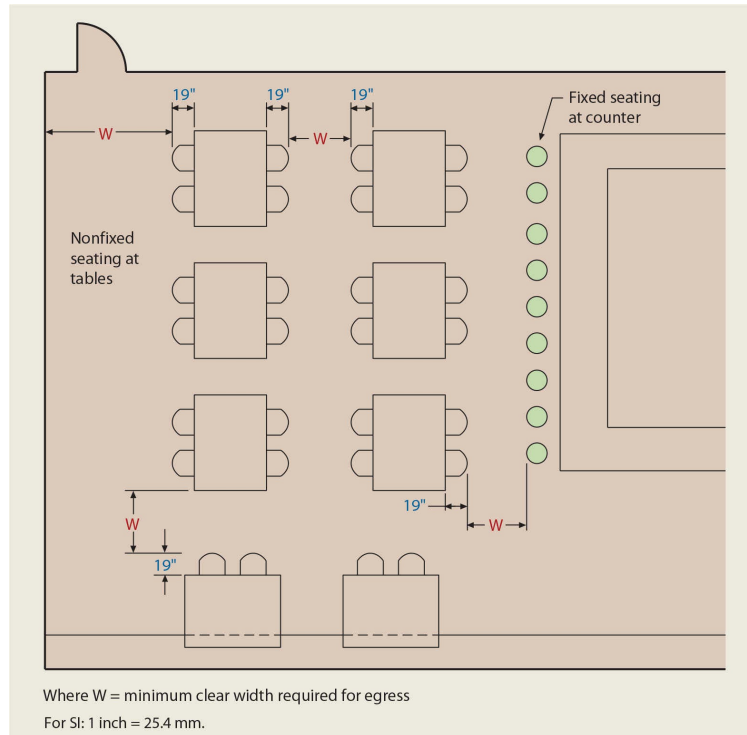 19"
19"
19"
Fixed seating
at counter
W
W
Nonfixed
seating at
tables
19"
W
W
19"
Where W = minimum clear width required for egress
For SI: 1 inch = 25.4 mm.